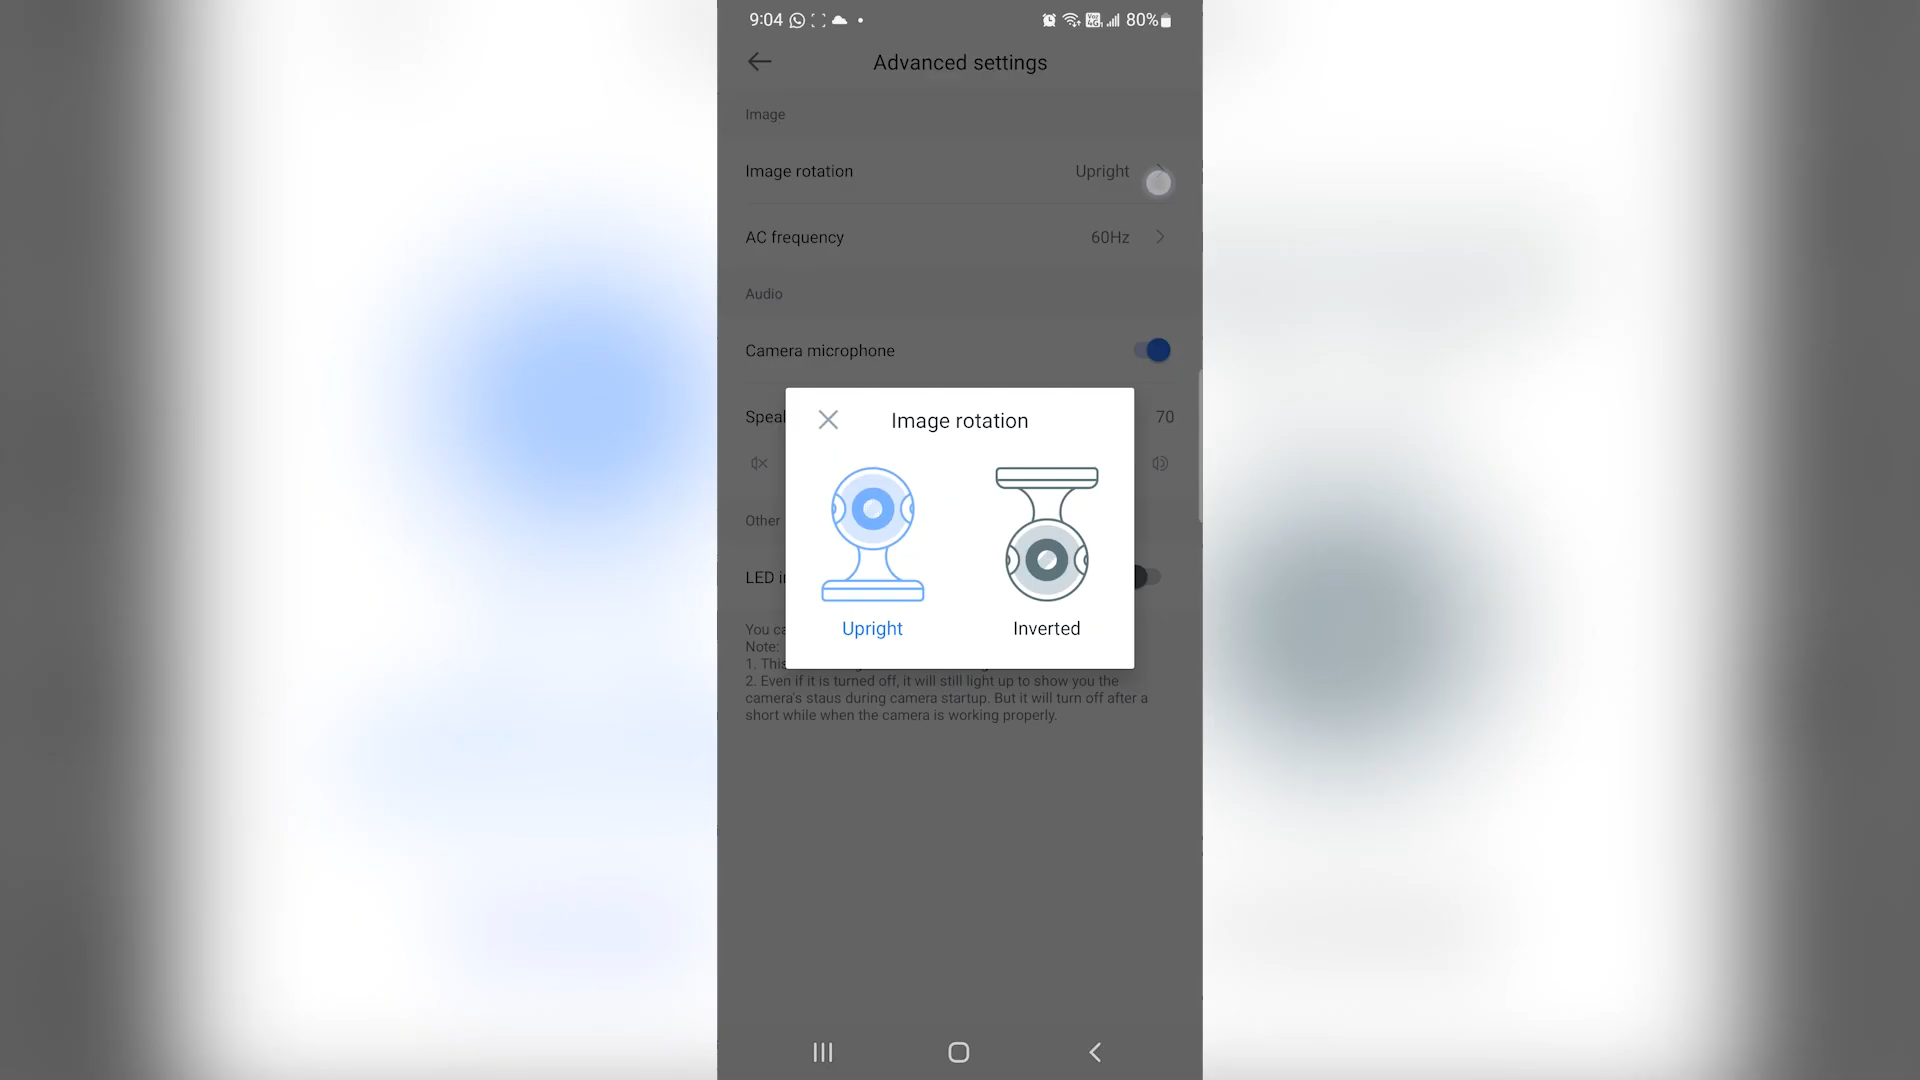 9:04 80%
Advanced settings
Image
Image rotation Upright
AC frequency 60Hz
Audio
Camera microphone
70
Image rotation
Other
LED
Upright Inverted
You
Note:
1.
2. Even if it is turned off, it will still light up to show you the
camera's staus during camera startup. But it will turn off after a
short while when the camera is working properly.